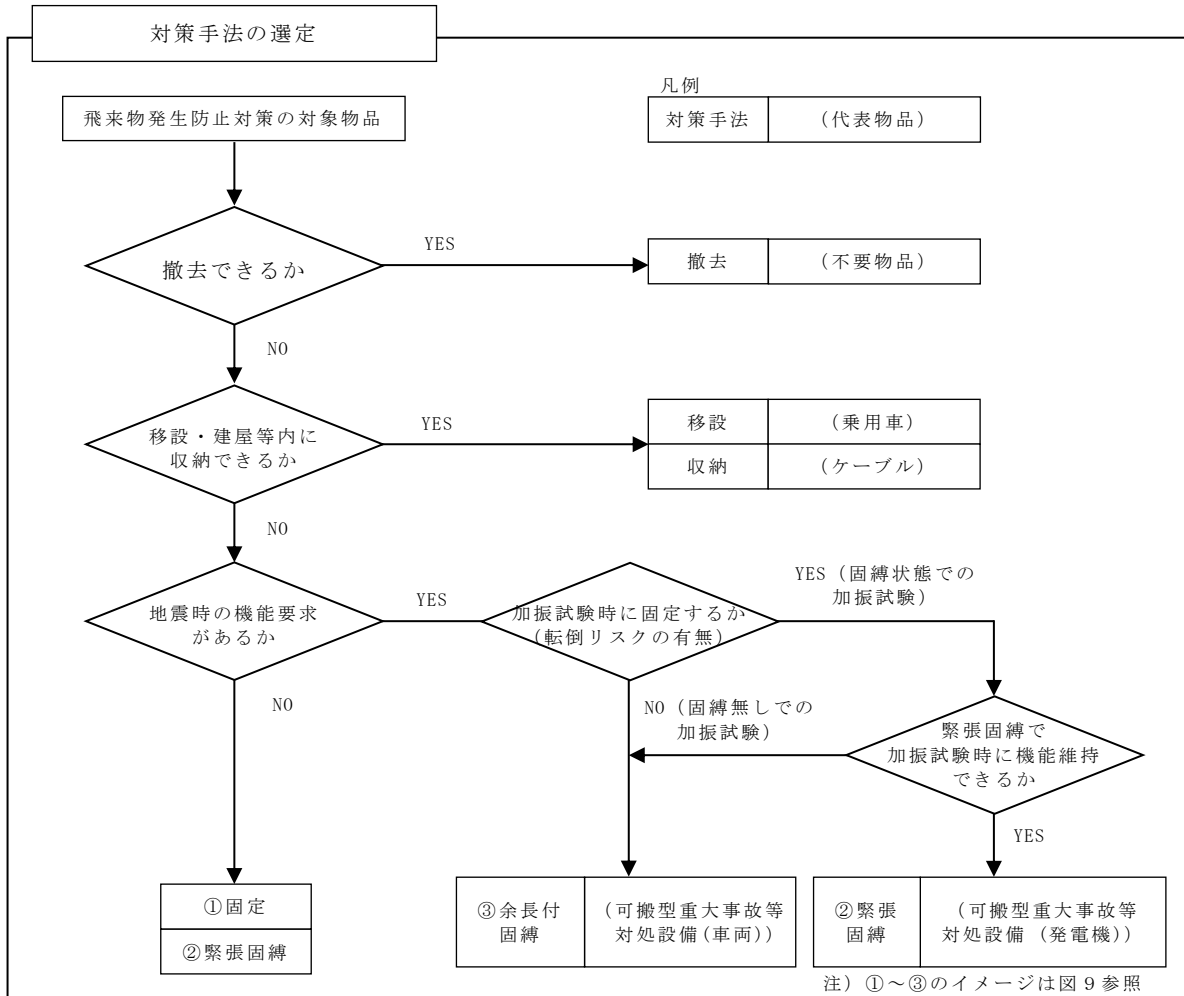 対策手法の選定
飛来物発生防止対策の対象物品
凡例
対策手法
（代表物品）
撤去できるか
YES
撤去
（不要物品）
NO
移設・建屋等内に
収納できるか
YES
移設
（乗用車）
収納
（ケーブル）
NO
地震時の機能要求
があるか
YES
加振試験時に固定するか
（転倒リスクの有無）
YES（固縛状態での
加振試験）
NO
NO（固縛無しでの
加振試験）
緊張固縛で
加振試験時に機能維持
できるか
YES
①固定
②緊張固縛
③余長付
固縛
（可搬型重大事故等
対処設備(車両)）
②緊張
固縛
（可搬型重大事故等
対処設備（発電機)）
注）①～③のイメージは図９参照